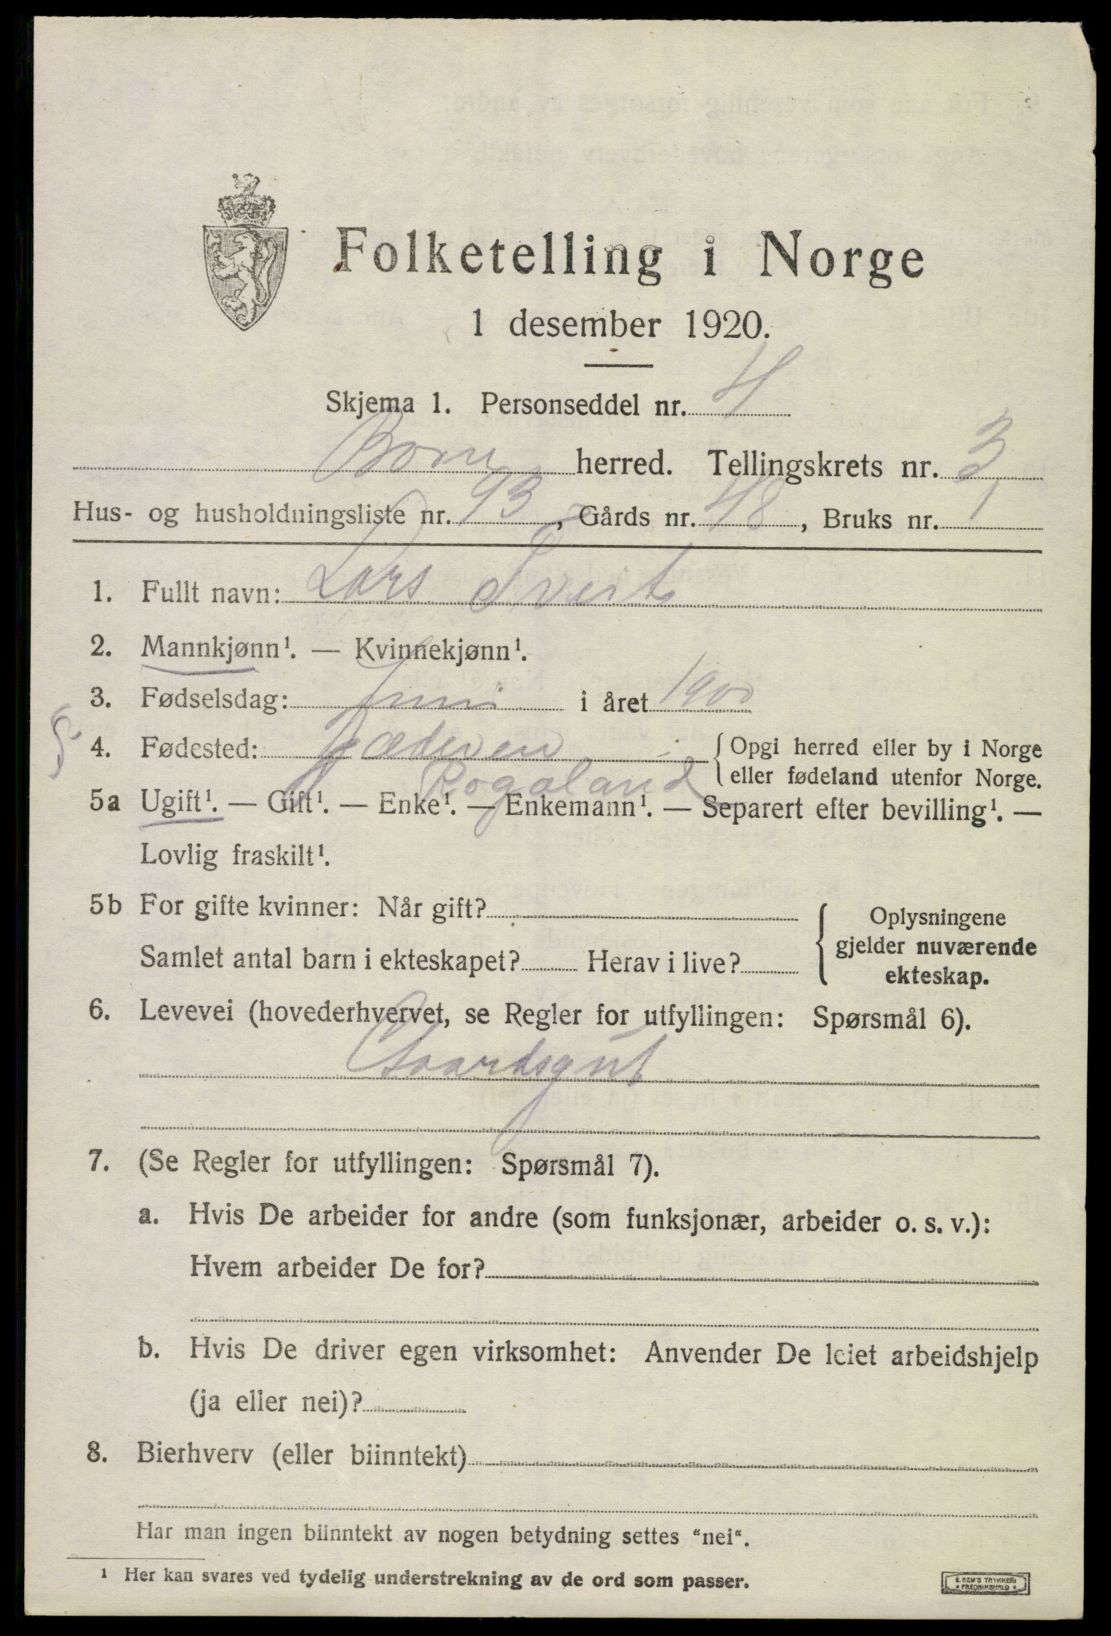 Folketelling i Norge
1 desember 1920.
Skjema 1. Personseddel nr. 4
Borre herred. Tellingskrets nr. 3
Hus- og husholdningsliste nr. 93, Gårds nr. 48, Bruks nr. 1
1. Fullt navn: Lars Tveit
2. Mannkjønn¹. — Kvinnekjønn¹.
3. Fødselsdag: Juni i året 1900
4. Fødested: Jæderen {Opgi herred eller by i Norge
Rogaland eller fødeland utenfor Norge.
5a Ugift¹. — Gift¹. — Enke¹. — Enkemann¹. — Separert efter bevilling¹. —
Lovlig fraskilt¹.
5b For gifte kvinner: Når gift? { Oplysningene
gjelder nuværende
Samlet antal barn i ekteskapet? Herav i live? ekteskap.
6. Levevei (hovederhvervet, se Regler for utfyllingen: Spørsmål 6).
Gaardsgut
7. (Se Regler for utfyllingen: Spørsmål 7).
a. Hvis De arbeider for andre (som funksjonær, arbeider o. s. v.):
Hvem arbeider De for?
b. Hvis De driver egen virksomhet: Anvender De leiet arbeidshjelp
(ja eller nei)?
8. Bierhverv (eller biinntekt)
Har man ingen biinntekt av nogen betydning settes "nei".
¹ Her kan svares ved tydelig understrekning av de ord som passer.
E. SEM'S TRYKKERI
FREDRIKSHALD